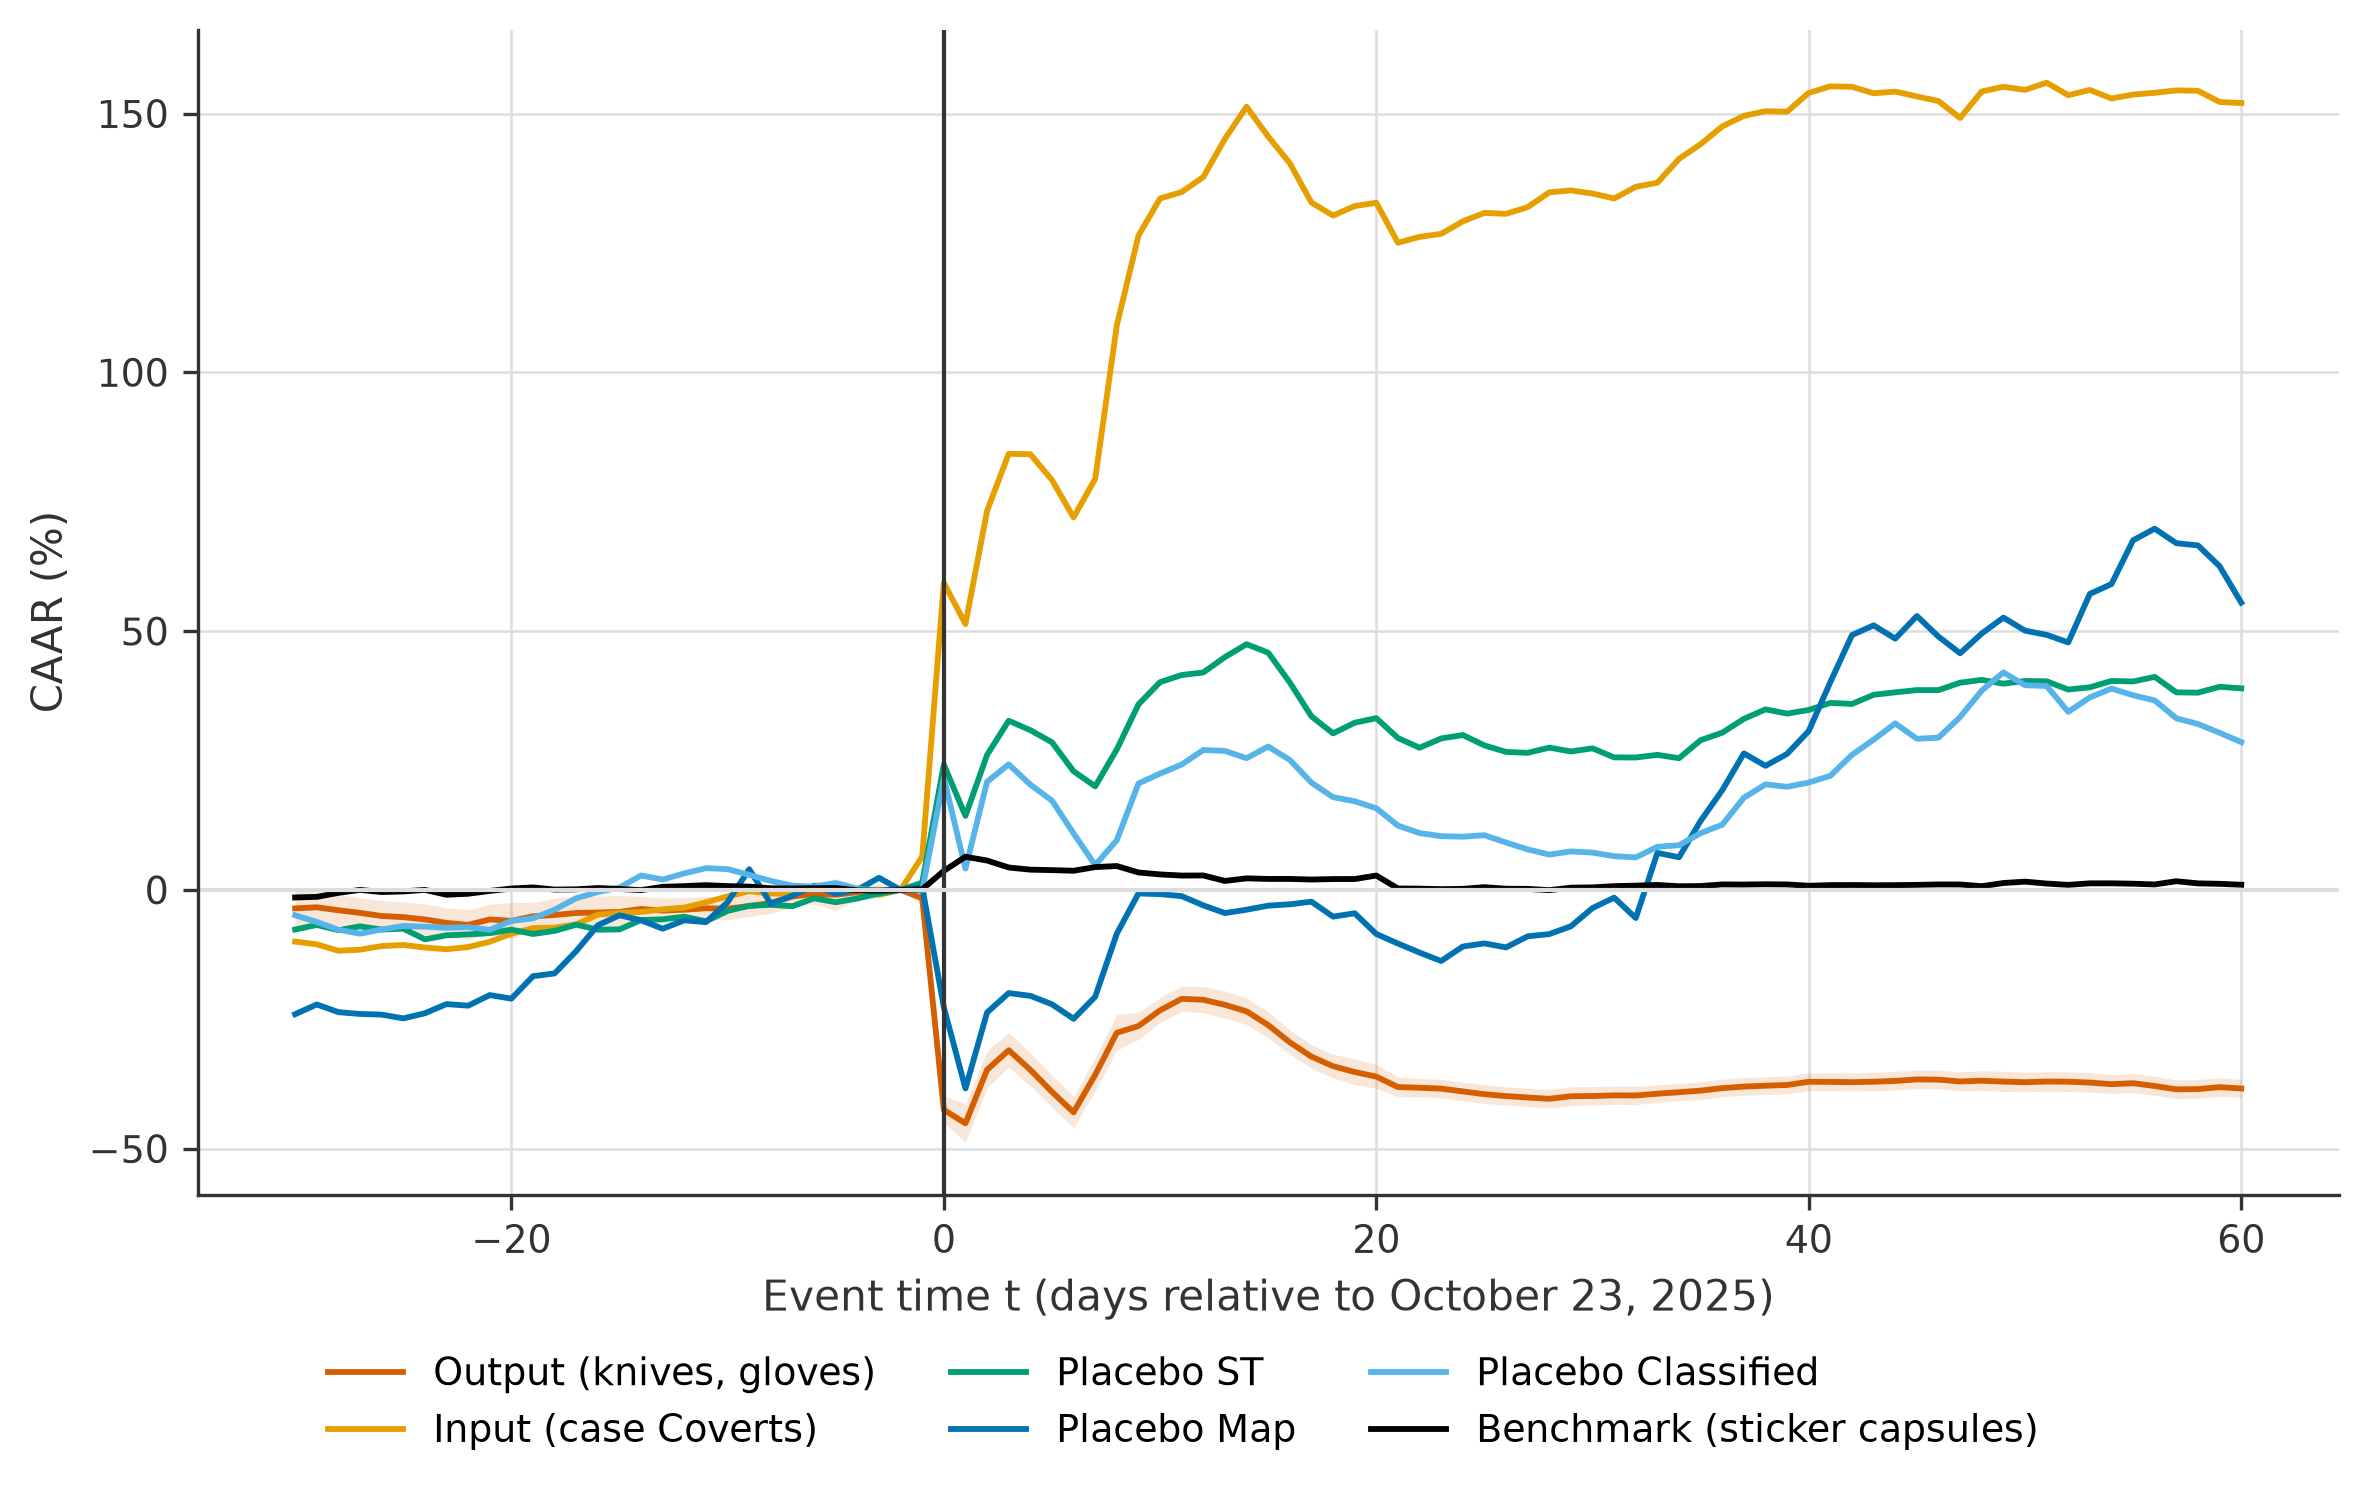 CAAR (%)
150
100
50
0
−50
−20
0
20
40
60
Event time t (days relative to October 23, 2025)
Output (knives, gloves)
Placebo ST
Placebo Classified
Input (case Coverts)
Placebo Map
Benchmark (sticker capsules)